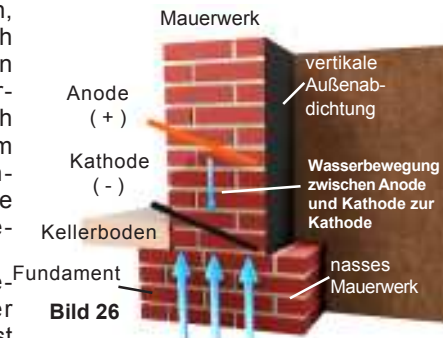 Mauerwerk
vertikale
Außenab-
dichtung
Anode
( + )
Kathode
( - )
Wasserbewegung
zwischen Anode
und Kathode zur
Kathode
Kellerboden
Fundament
nasses
Mauerwerk
Bild 26